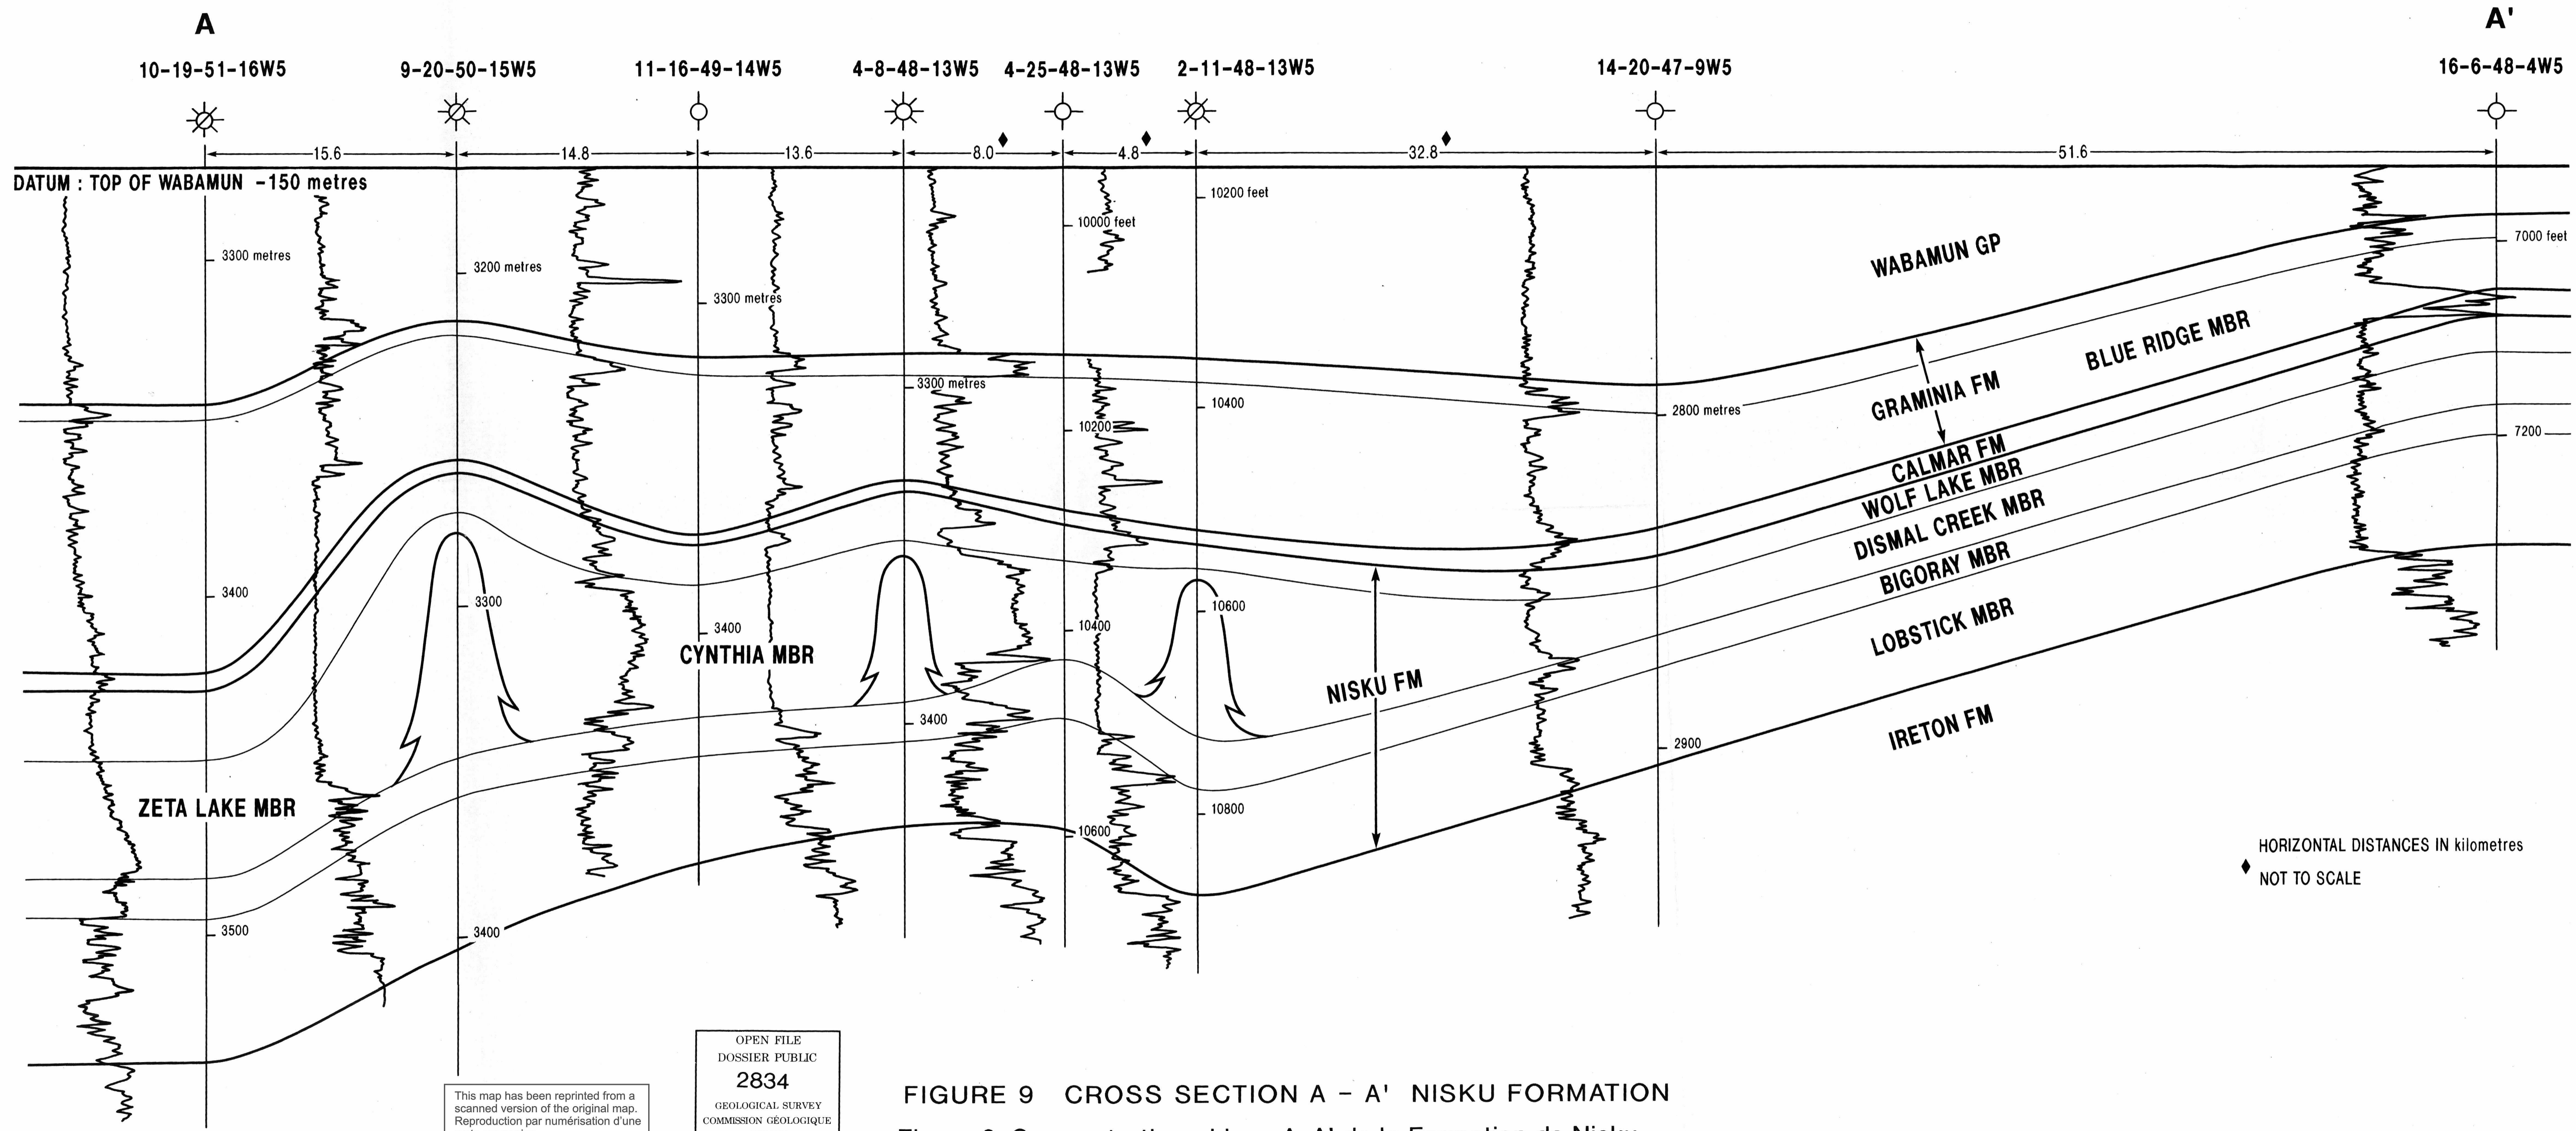 A
A'
10-19-51-16W5
9-20-50-15W5
11-16-49-14W5
4-8-48-13W5
4-25-48-13W5
2-11-48-13W5
14-20-47-9W5
16-6-48-4W5
15.6
14.8
13.6
8.0
4.8
32.8
51.6
DATUM : TOP OF WABAMUN -150 metres
3300 metres
3400
3500
3200 metres
3300
3400
3300 metres
3400
3300 metres
3400
10000 feet
10200
10400
10600
10200 feet
10400
10600
10800
2800 metres
2900
7000 feet
7200
WABAMUN GP
BLUE RIDGE MBR
GRAMINIA FM
CALMAR FM
WOLF LAKE MBR
DISMAL CREEK MBR
BIGORAY MBR
LOBSTICK MBR
IRETON FM
NISKU FM
CYNTHIA MBR
ZETA LAKE MBR
HORIZONTAL DISTANCES IN kilometres
♦ NOT TO SCALE
This map has been reprinted from a
scanned version of the original map.
Reproduction par numérisation d'une
OPEN FILE
DOSSIER PUBLIC
2834
GEOLOGICAL SURVEY
COMMISSION GÉOLOGIQUE
FIGURE 9 CROSS SECTION A - A' NISKU FORMATION